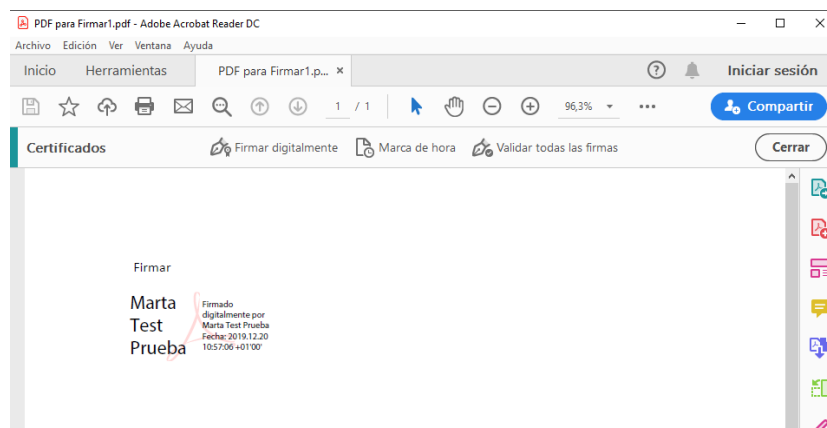 PDF para Firmar1.pdf - Adobe Acrobat Reader DC
Archivo Edición Ver Ventana Ayuda
Inicio Herramientas PDF para Firmar1.p... × Iniciar sesión
1 / 1 96,3% Compartir
Certificados Firmar digitalmente Marca de hora Validar todas las firmas Cerrar
Firmar
Marta
Test
Prueba
Firmado
digitalmente por
Marta Test Prueba
Fecha: 2019.12.20
10:57:06 +01'00'